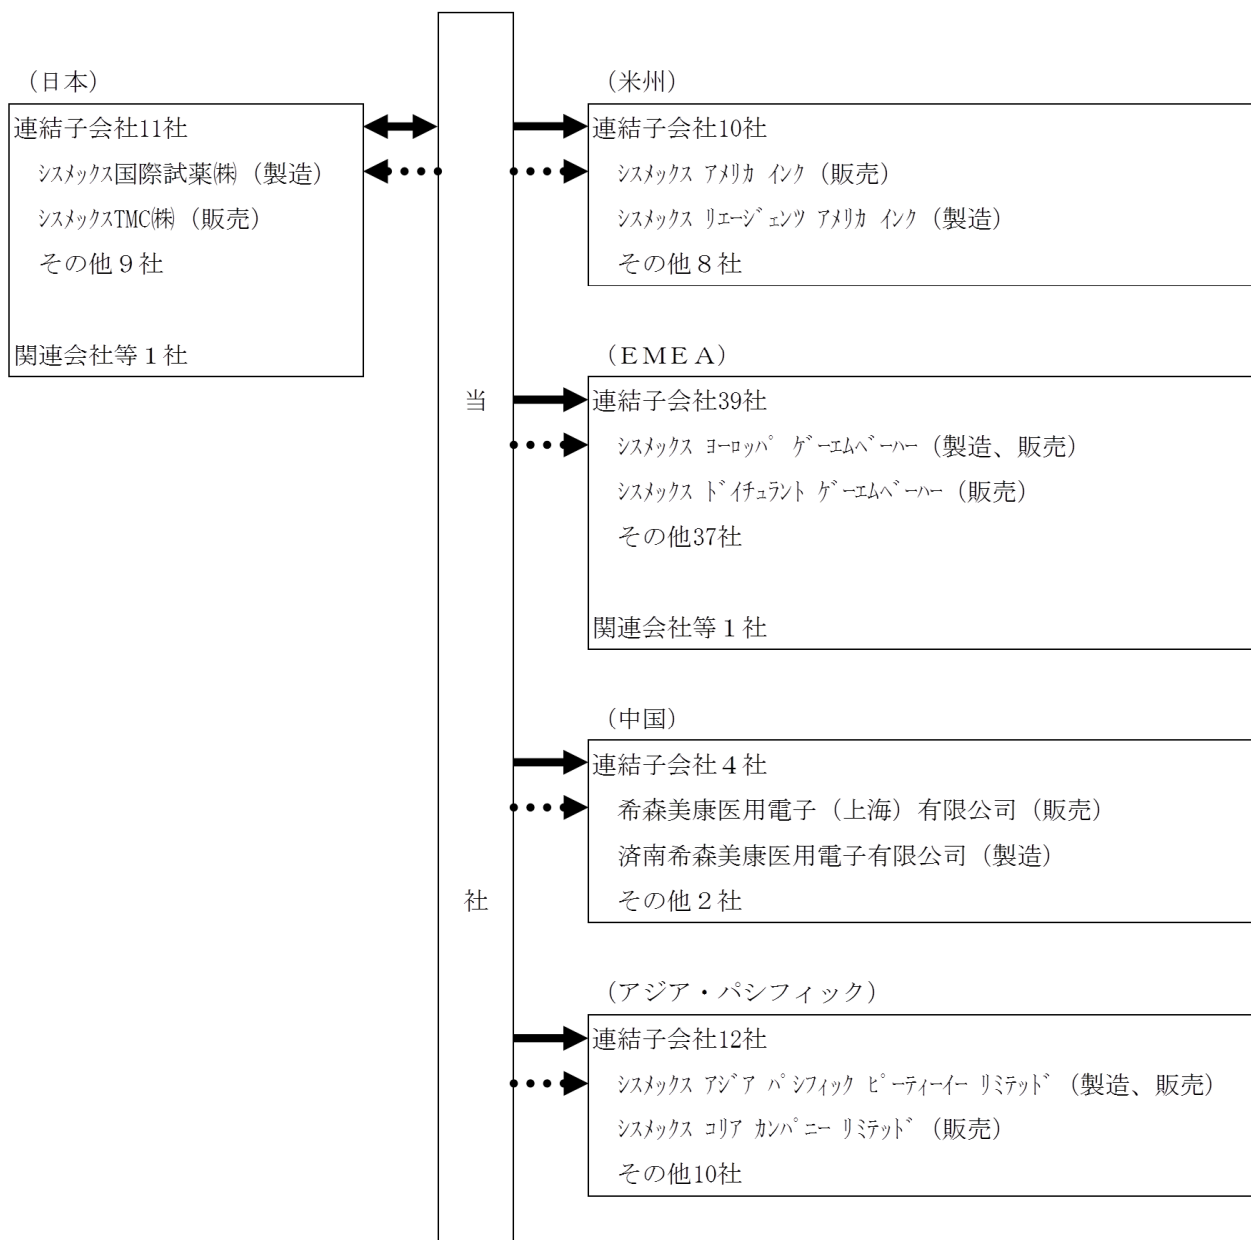 （日本）
連結子会社11社
ｼｽﾒｯｸｽ国際試薬㈱（製造）
ｼｽﾒｯｸｽTMC㈱（販売）
その他９社
関連会社等１社
当
社
（米州）
連結子会社10社
ｼｽﾒｯｸｽ ｱﾒﾘｶ ｲﾝｸ（販売）
ｼｽﾒｯｸｽ ﾘｴｰｼﾞｪﾝﾂ ｱﾒﾘｶ ｲﾝｸ（製造）
その他８社
（ＥＭＥＡ）
連結子会社39社
ｼｽﾒｯｸｽ ﾖｰﾛｯﾊﾟ ｹﾞｰｴﾑﾍﾞｰﾊｰ（製造、販売）
ｼｽﾒｯｸｽ ﾄﾞｲﾁｭﾗﾝﾄ ｹﾞｰｴﾑﾍﾞｰﾊｰ（販売）
その他37社
関連会社等１社
（中国）
連結子会社４社
希森美康医用電子（上海）有限公司（販売）
済南希森美康医用電子有限公司（製造）
その他２社
（アジア・パシフィック）
連結子会社12社
ｼｽﾒｯｸｽ ｱｼﾞｱ ﾊﾟｼﾌｨｯｸ ﾋﾟｰﾃｨｰｲｰ ﾘﾐﾃｯﾄﾞ（製造、販売）
ｼｽﾒｯｸｽ ｺﾘｱ ｶﾝﾊﾟﾆｰ ﾘﾐﾃｯﾄﾞ（販売）
その他10社